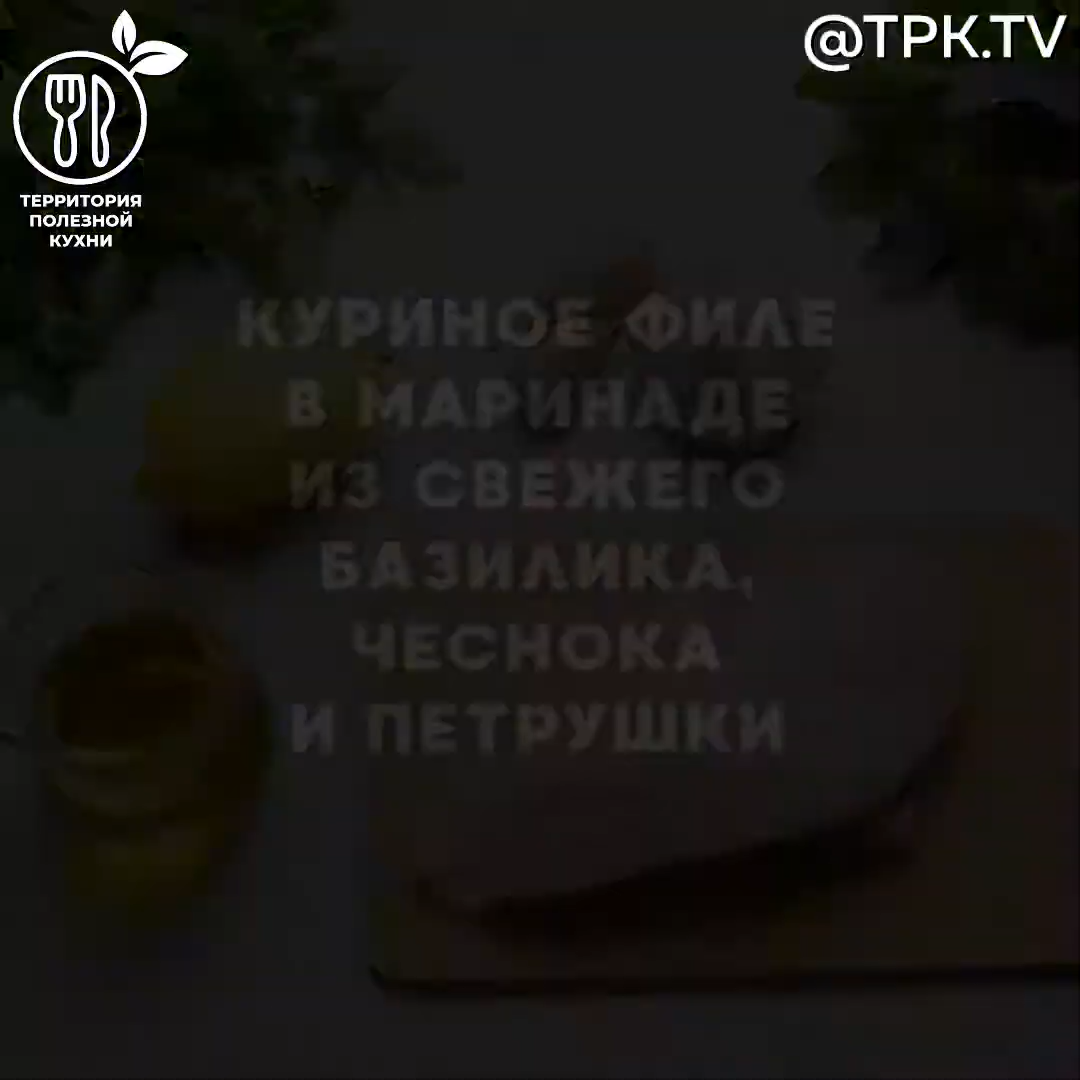 @TPK.TV
ТЕРРИТОРИЯ
ПОЛЕЗНОЙ
КУХНИ
КУРИНОЕ ФИЛЕ
В МАРИНАДЕ
ИЗ СВЕЖЕГО
БАЗИЛИКА,
ЧЕСНОКА
И ПЕТРУШКИ